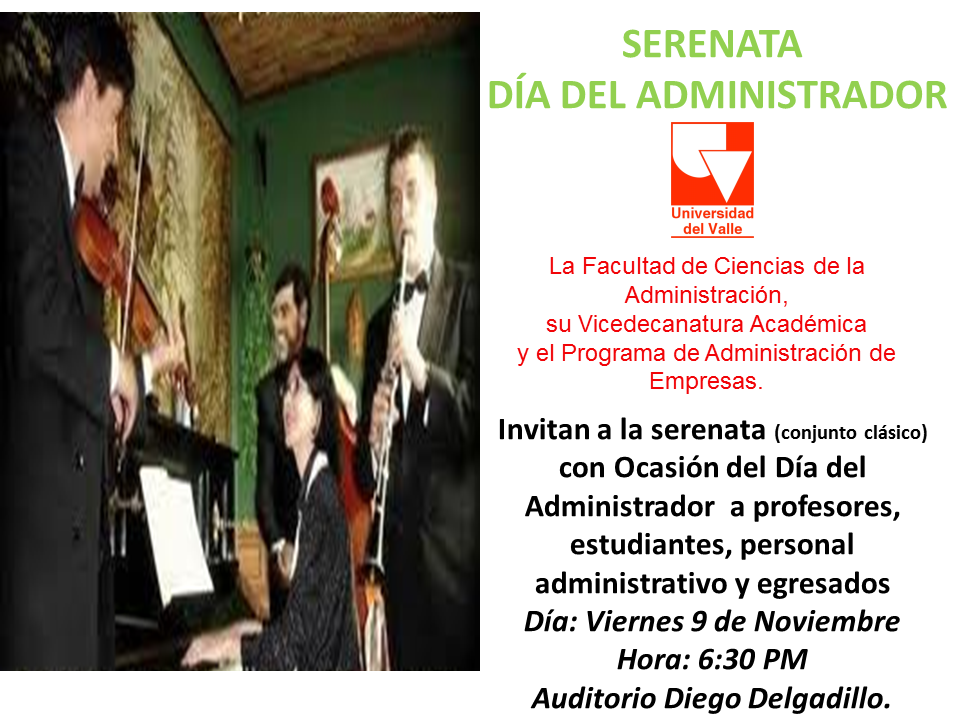 SERENATA
DÍA DEL ADMINISTRADOR
Universidad
del Valle
La Facultad de Ciencias de la
Administración,
su Vicedecanatura Académica
y el Programa de Administración de
Empresas.
Invitan a la serenata (conjunto clásico)
con Ocasión del Día del
Administrador a profesores,
estudiantes, personal
administrativo y egresados
Día: Viernes 9 de Noviembre
Hora: 6:30 PM
Auditorio Diego Delgadillo.